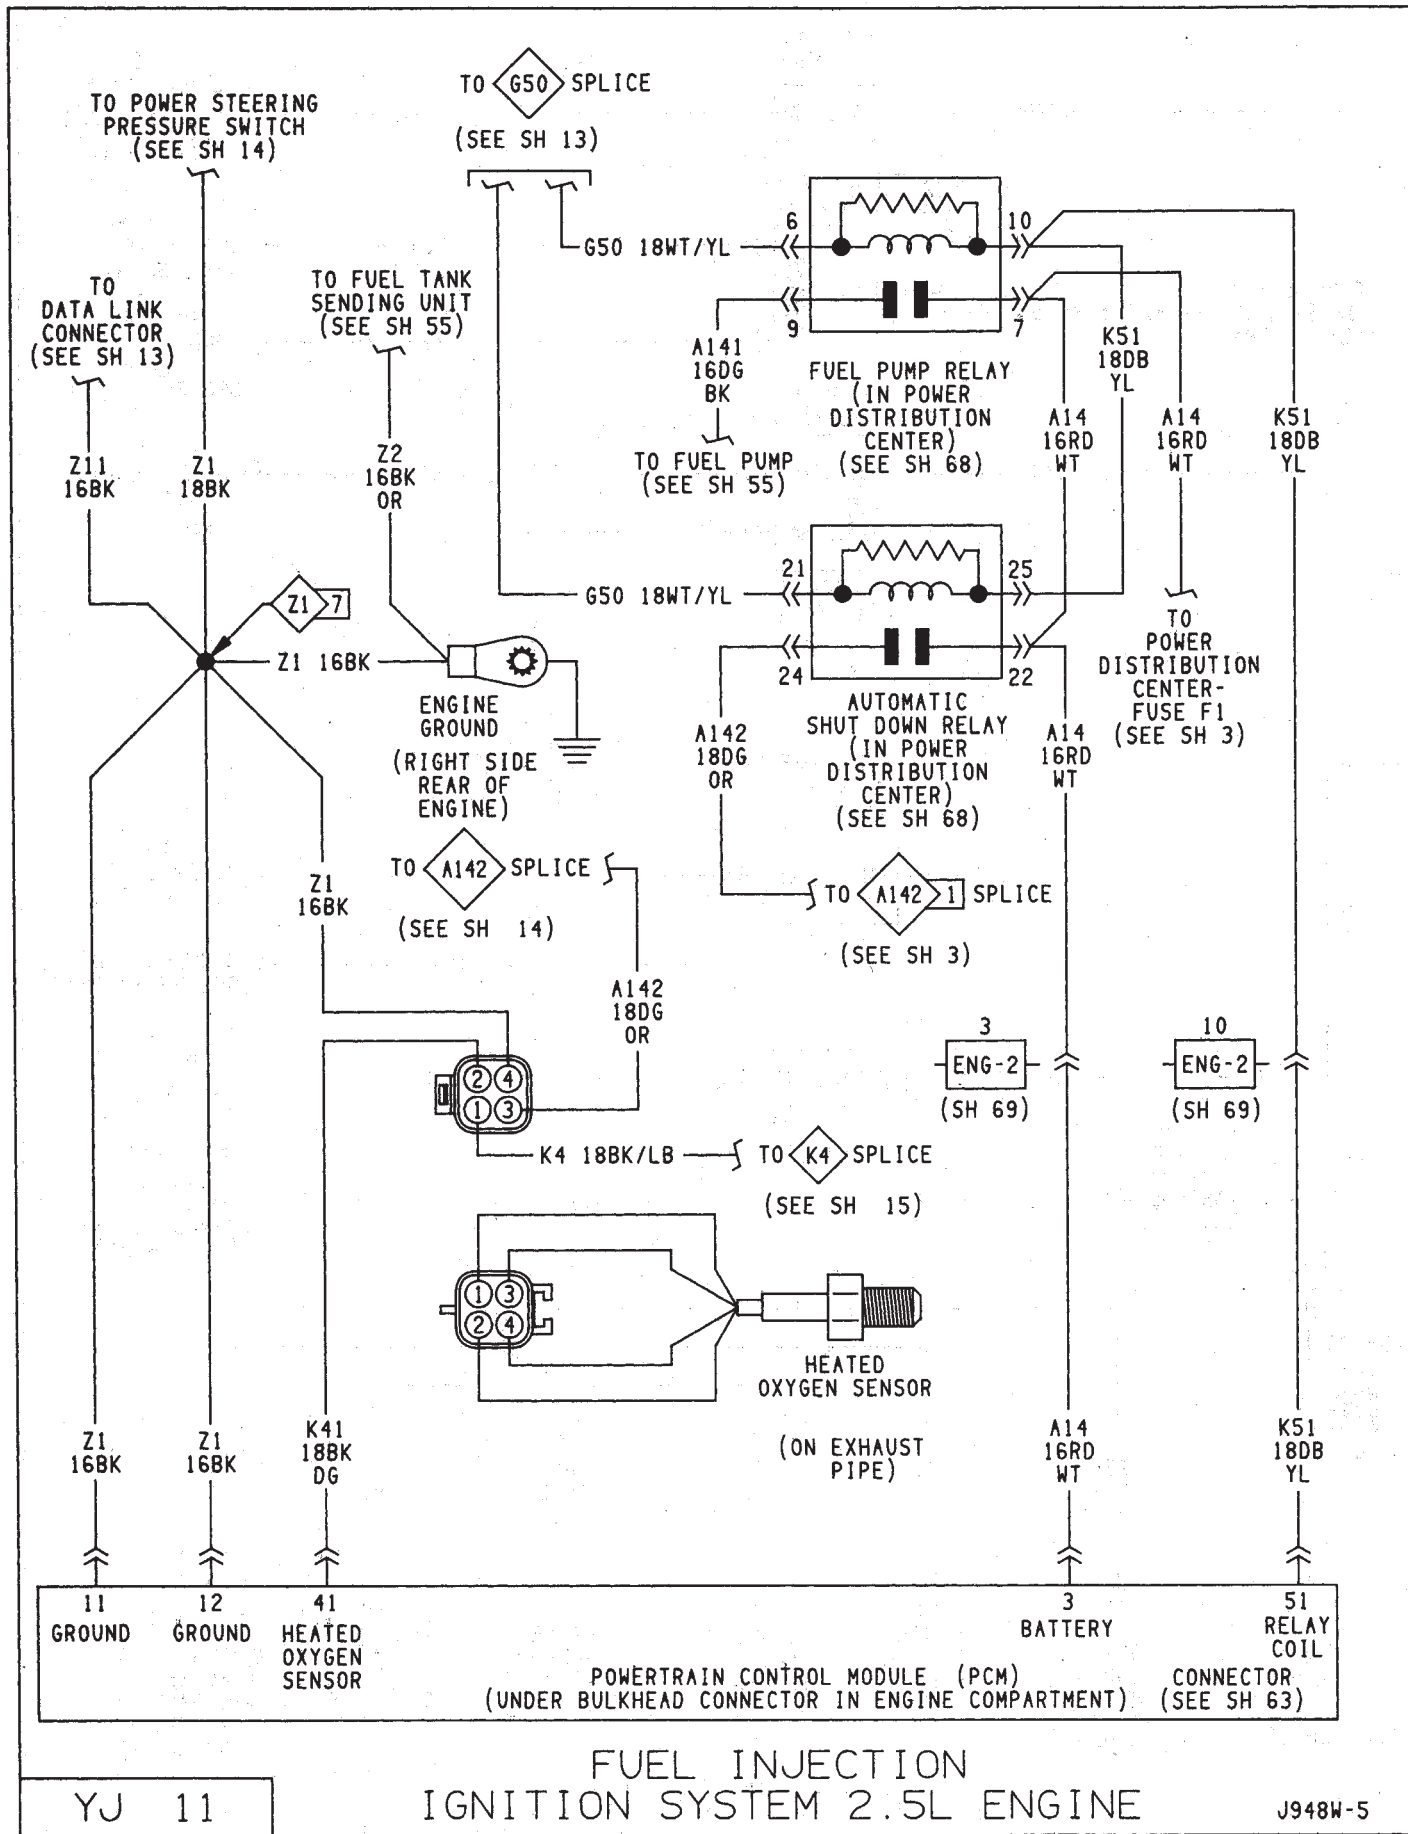 TO G50 SPLICE
(SEE SH 13)
TO POWER STEERING
PRESSURE SWITCH
(SEE SH 14)
TO
DATA LINK
CONNECTOR
(SEE SH 13)
TO FUEL TANK
SENDING UNIT
(SEE SH 55)
G50 18WT/YL
6
10
9
7
A141
16DG
BK
TO FUEL PUMP
(SEE SH 55)
FUEL PUMP RELAY
(IN POWER
DISTRIBUTION
CENTER)
(SEE SH 68)
K51
18DB
YL
A14
16RD
WT
A14
16RD
WT
K51
18DB
YL
Z11
16BK
Z1
18BK
Z2
16BK
OR
Z1 7
Z1 16BK
ENGINE
GROUND
(RIGHT SIDE
REAR OF
ENGINE)
G50 18WT/YL
21
25
24
22
AUTOMATIC
SHUT DOWN RELAY
(IN POWER
DISTRIBUTION
CENTER)
(SEE SH 68)
A142
18DG
OR
A14
16RD
WT
TO
POWER
DISTRIBUTION
CENTER-
FUSE F1
(SEE SH 3)
TO A142 SPLICE
(SEE SH 14)
TO A142 1 SPLICE
(SEE SH 3)
Z1
16BK
A142
18DG
OR
3
ENG-2
(SH 69)
10
ENG-2
(SH 69)
2 4
1 3
K4 18BK/LB
TO K4 SPLICE
(SEE SH 15)
1 3
2 4
HEATED
OXYGEN SENSOR
(ON EXHAUST
PIPE)
Z1
16BK
Z1
16BK
K41
18BK
DG
A14
16RD
WT
K51
18DB
YL
11
GROUND
12
GROUND
41
HEATED
OXYGEN
SENSOR
3
BATTERY
51
RELAY
COIL
POWERTRAIN CONTROL MODULE (PCM)
(UNDER BULKHEAD CONNECTOR IN ENGINE COMPARTMENT)
CONNECTOR
(SEE SH 63)
FUEL INJECTION
IGNITION SYSTEM 2.5L ENGINE
YJ 11
J948W-5